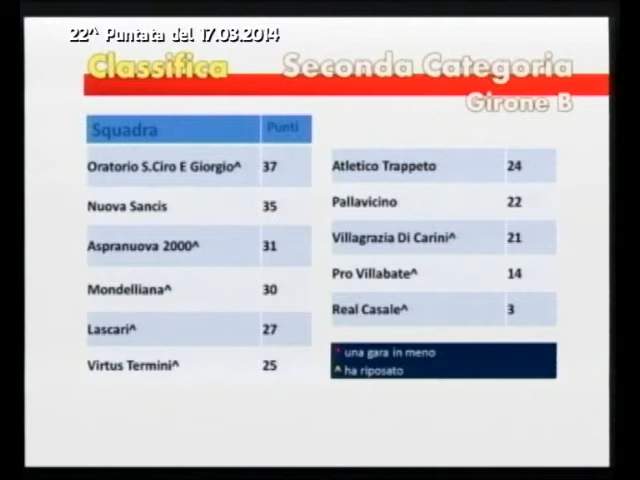 22^ Puntata del 17.03.2014
Classifica Seconda Categoria
Girone B
Squadra Punti
Oratorio S.Ciro E Giorgio^ 37
Nuova Sancis 35
Aspranuova 2000^ 31
Mondelliana^ 30
Lascari^ 27
Virtus Termini^ 25
Atletico Trappeto 24
Pallavicino 22
Villagrazia Di Carini^ 21
Pro Villabate^ 14
Real Casale^ 3
* una gara in meno
^ ha riposato